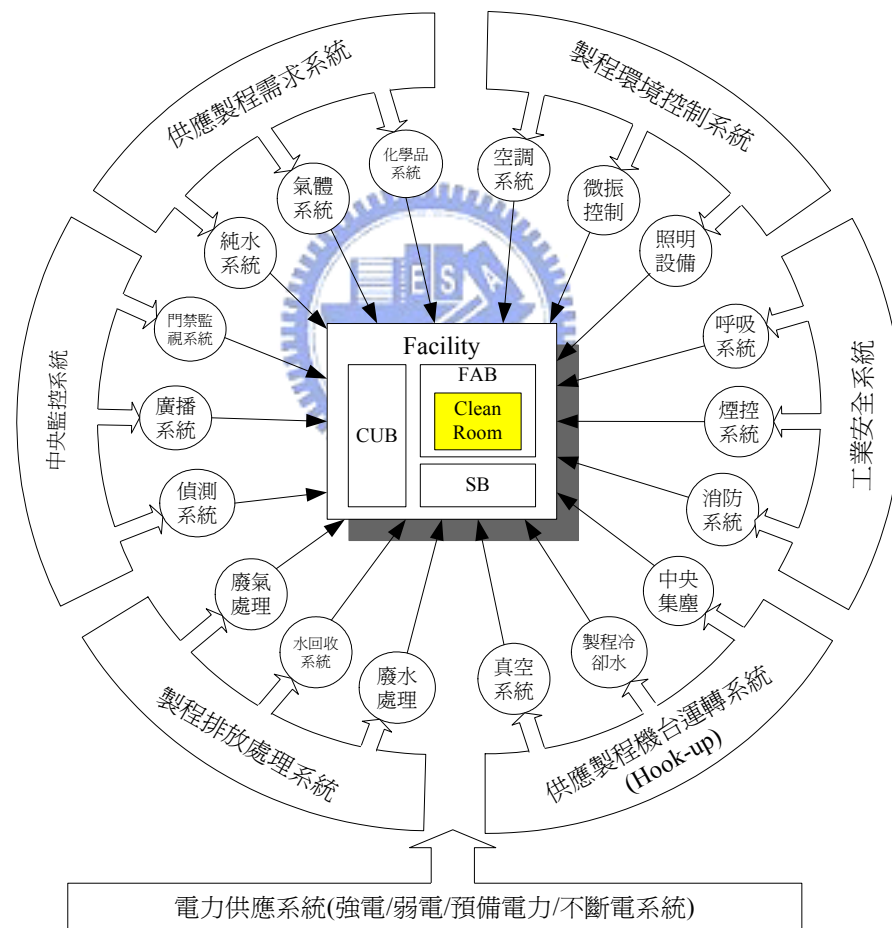 供應製程需求系統
製程環境控制系統
化學品
系統
空調
系統
氣體
系統
微振
控制
純水
系統
照明
設備
ESA
門禁監
視系統
呼吸
系統
Facility
FAB
Clean
Room
CUB
SB
中央監控系統
廣播
系統
煙控
系統
工業安全系統
偵測
系統
消防
系統
廢氣
處理
中央
集塵
水回收
系統
製程冷
卻水
廢水
處理
真空
系統
製程排放處理系統
供應製程機台運轉系統
(Hook-up)
電力供應系統(強電/弱電/預備電力/不斷電系統)